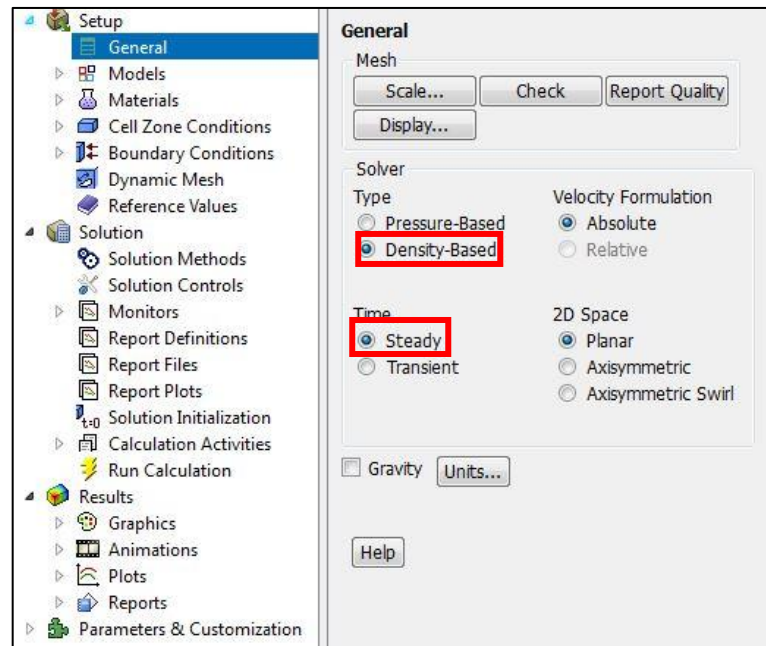 Setup
General
Models
Materials
Cell Zone Conditions
Boundary Conditions
Dynamic Mesh
Reference Values
Solution
Solution Methods
Solution Controls
Monitors
Report Definitions
Report Files
Report Plots
t=0 Solution Initialization
Calculation Activities
Run Calculation
Results
Graphics
Animations
Plots
Reports
Parameters & Customization
General
Mesh
Scale... Check Report Quality
Display...
Solver
Type Velocity Formulation
Pressure-Based Absolute
Density-Based Relative
Time 2D Space
Steady Planar
Transient Axisymmetric
Axisymmetric Swirl
Gravity Units...
Help